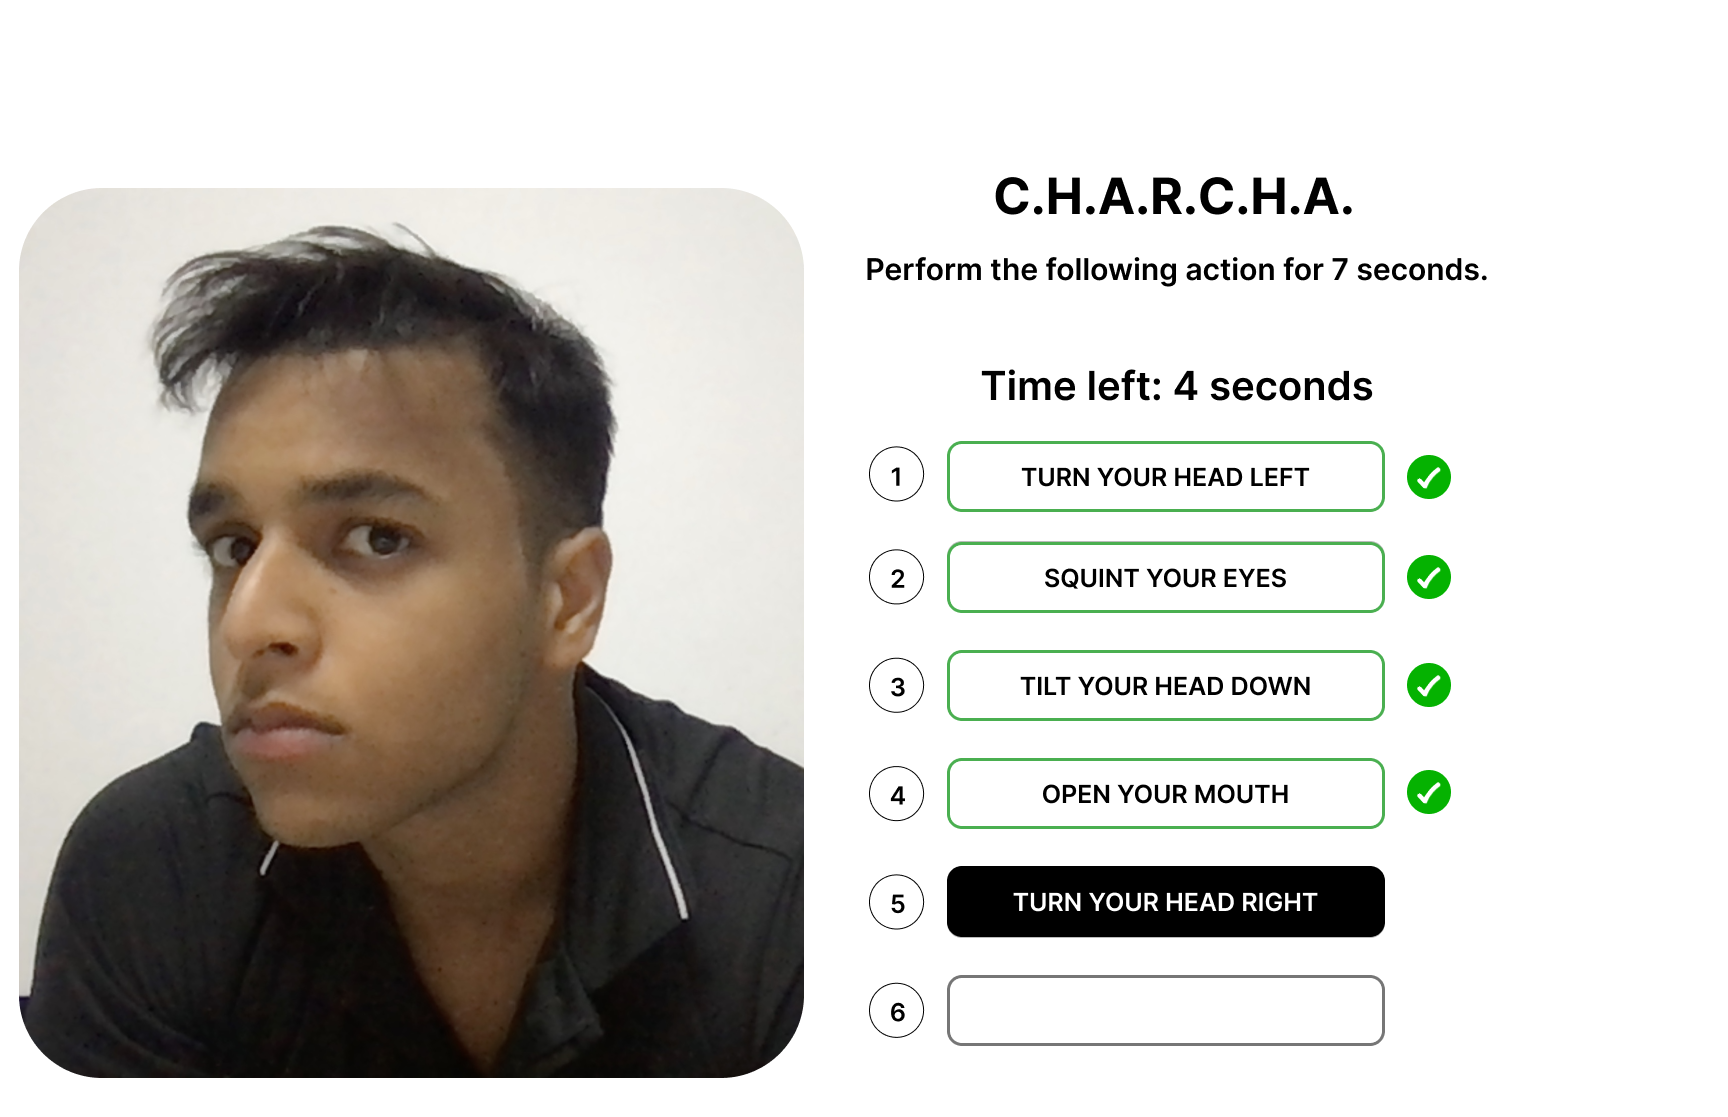 C.H.A.R.C.H.A.
Perform the following action for 7 seconds.
Time left: 4 seconds
1 TURN YOUR HEAD LEFT
2 SQUINT YOUR EYES
3 TILT YOUR HEAD DOWN
4 OPEN YOUR MOUTH
5 TURN YOUR HEAD RIGHT
6